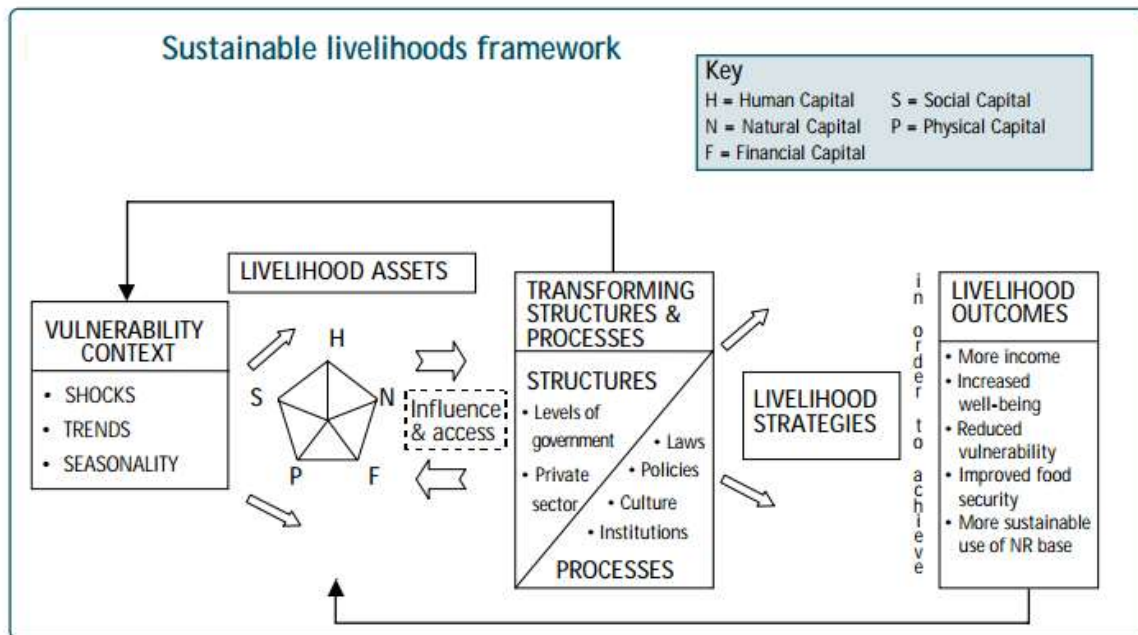 Sustainable livelihoods framework
Key
H = Human Capital S = Social Capital
N = Natural Capital P = Physical Capital
F = Financial Capital
LIVELIHOOD ASSETS
VULNERABILITY
CONTEXT
• SHOCKS
• TRENDS
• SEASONALITY
H
S
N
P
F
Influence
& access
TRANSFORMING
STRUCTURES &
PROCESSES
STRUCTURES
• Levels of
government
• Private
sector
• Laws
• Policies
• Culture
• Institutions
PROCESSES
LIVELIHOOD
STRATEGIES
in order to achieve
LIVELIHOOD
OUTCOMES
• More income
• Increased
well-being
• Reduced
vulnerability
• Improved food
security
• More sustainable
use of NR base